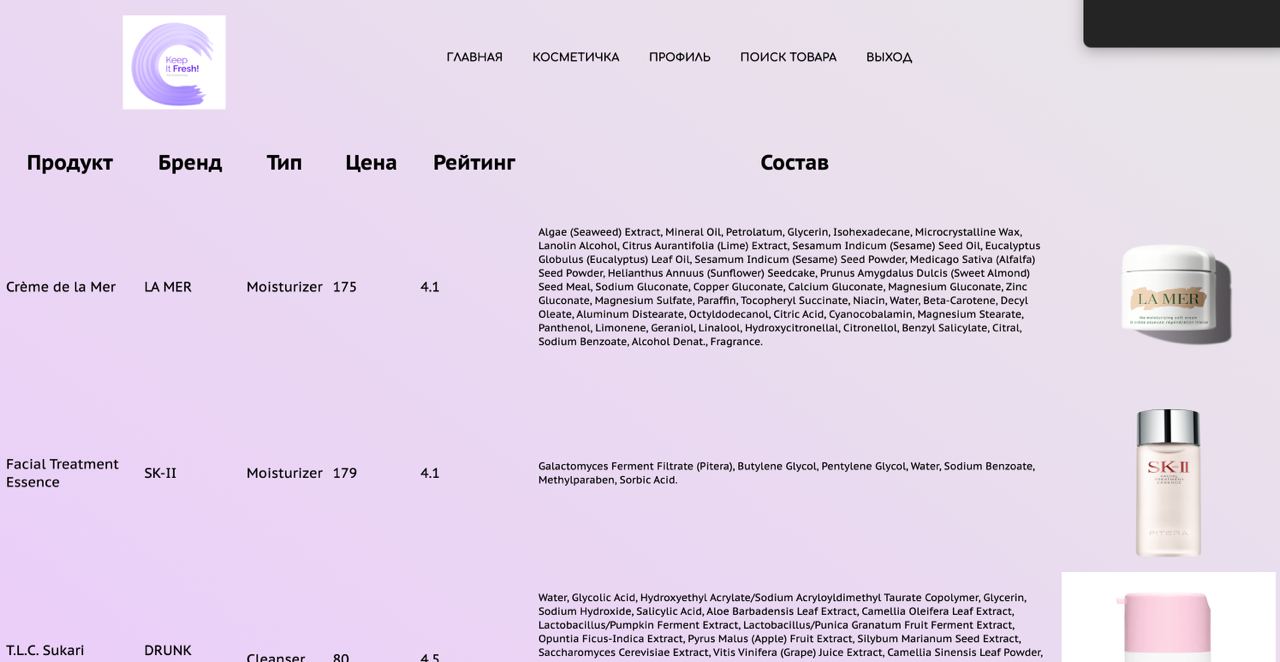 Keep
It Fresh!
ГЛАВНАЯ КОСМЕТИЧКА ПРОФИЛЬ ПОИСК ТОВАРА ВЫХОД
Продукт Бренд Тип Цена Рейтинг Состав
Algae (Seaweed) Extract, Mineral Oil, Petrolatum, Glycerin, Isohexadecane, Microcrystalline Wax,
Lanolin Alcohol, Citrus Aurantifolia (Lime) Extract, Sesamum Indicum (Sesame) Seed Oil, Eucalyptus
Globulus (Eucalyptus) Leaf Oil, Sesamum Indicum (Sesame) Seed Powder, Medicago Sativa (Alfalfa)
Seed Powder, Helianthus Annuus (Sunflower) Seedcake, Prunus Amygdalus Dulcis (Sweet Almond)
Crème de la Mer LA MER Moisturizer 175 4.1 Seed Meal, Sodium Gluconate, Copper Gluconate, Calcium Gluconate, Magnesium Gluconate, Zinc
Gluconate, Magnesium Sulfate, Paraffin, Tocopheryl Succinate, Niacin, Water, Beta-Carotene, Decyl
Oleate, Aluminum Distearate, Octyldodecanol, Citric Acid, Cyanocobalamin, Magnesium Stearate,
Panthenol, Limonene, Geraniol, Linalool, Hydroxycitronellal, Citronellol, Benzyl Salicylate, Citral,
Sodium Benzoate, Alcohol Denat., Fragrance.
LA MER
Facial Treatment
Essence
SK-II Moisturizer 179 4.1
Galactomyces Ferment Filtrate (Pitera), Butylene Glycol, Pentylene Glycol, Water, Sodium Benzoate,
Methylparaben, Sorbic Acid.
SK-II
FACIAL
TREATMENT
ESSENCE
PITERA
Water, Glycolic Acid, Hydroxyethyl Acrylate/Sodium Acryloyldimethyl Taurate Copolymer, Glycerin,
Sodium Hydroxide, Salicylic Acid, Aloe Barbadensis Leaf Extract, Camellia Oleifera Leaf Extract,
Lactobacillus/Pumpkin Ferment Extract, Lactobacillus/Punica Granatum Fruit Ferment Extract,
Opuntia Ficus-Indica Extract, Pyrus Malus (Apple) Fruit Extract, Silybum Marianum Seed Extract,
Saccharomyces Cerevisiae Extract, Vitis Vinifera (Grape) Juice Extract, Camellia Sinensis Leaf Powder,
T.L.C. Sukari DRUNK
Cleanser 80 4.5